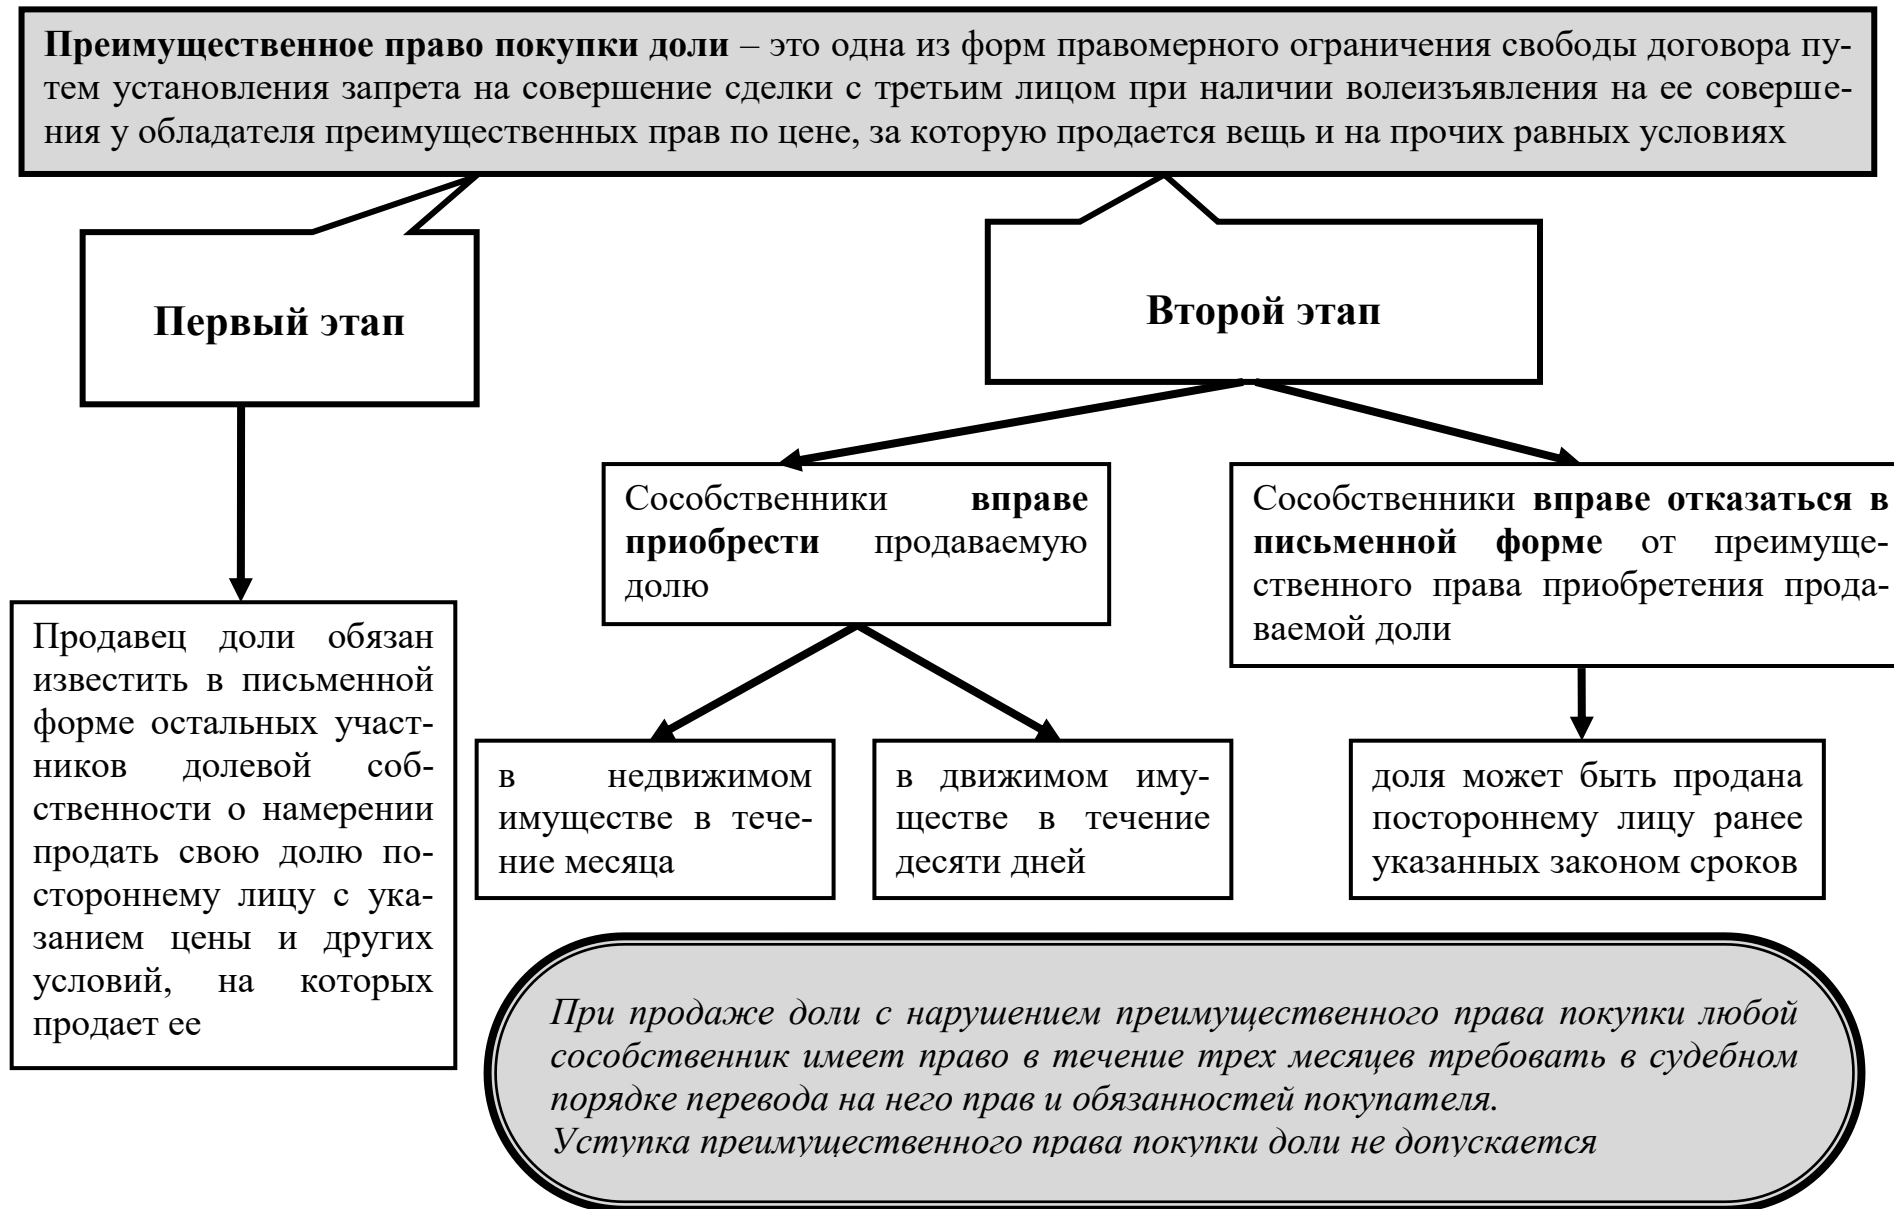 Преимущественное право покупки доли – это одна из форм правомерного ограничения свободы договора пу-
тем установления запрета на совершение сделки с третьим лицом при наличии волеизъявления на ее соверше-
ния у обладателя преимущественных прав по цене, за которую продается вещь и на прочих равных условиях
Первый этап
Второй этап
Продавец доли обязан
известить в письменной
форме остальных участ-
ников долевой соб-
ственности о намерении
продать свою долю по-
стороннему лицу с ука-
занием цены и других
условий, на которых
продает ее
Сособственники вправе
приобрести продаваемую
долю
Сособственники вправе отказаться в
письменной форме от преимуще-
ственного права приобретения прода-
ваемой доли
в недвижимом
имуществе в тече-
ние месяца
в движимом иму-
ществе в течение
десяти дней
доля может быть продана
постороннему лицу ранее
указанных законом сроков
При продаже доли с нарушением преимущественного права покупки любой
сособственник имеет право в течение трех месяцев требовать в судебном
порядке перевода на него прав и обязанностей покупателя.
Уступка преимущественного права покупки доли не допускается